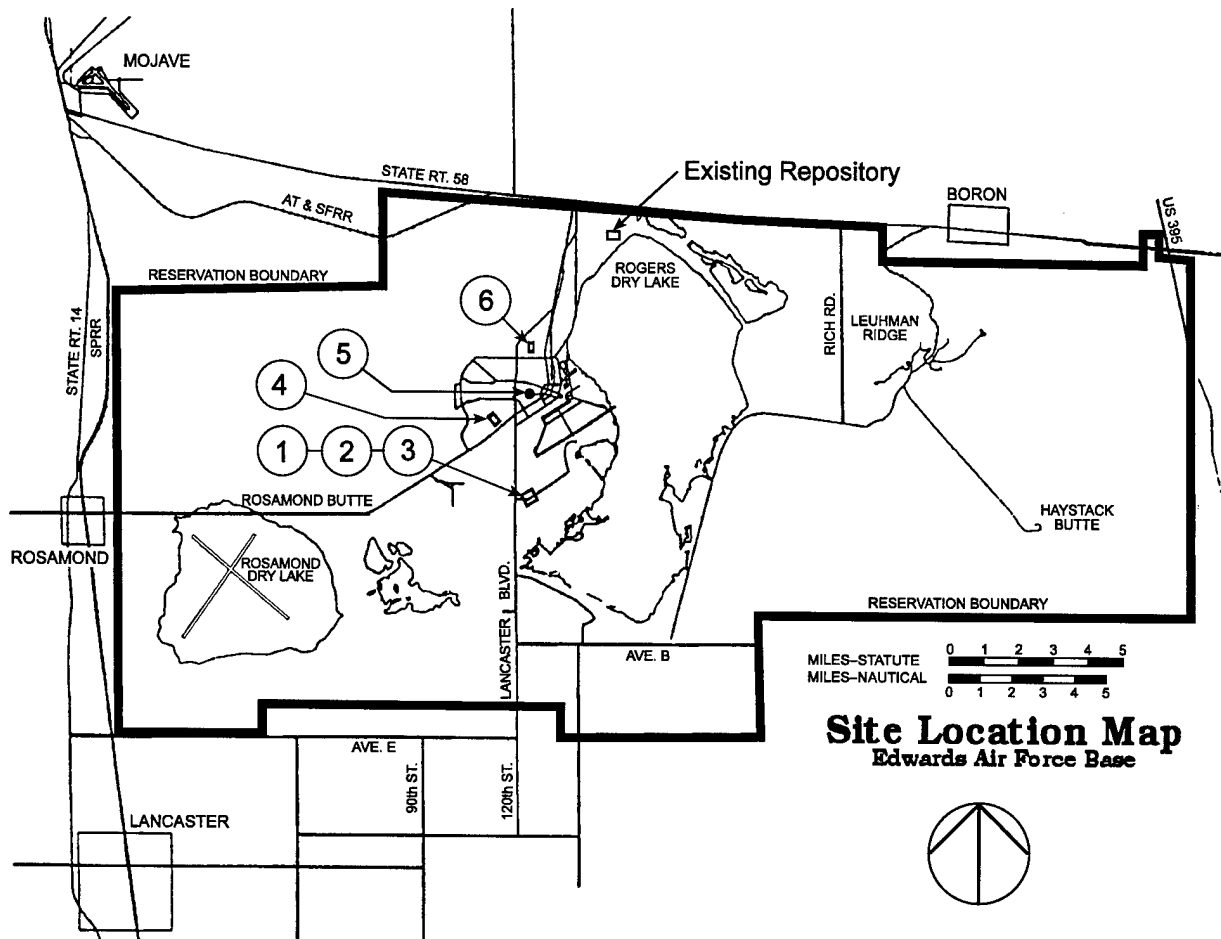 MOJAVE
STATE RT. 58
Existing Repository
BORON
US 395
AT & SFRR
RESERVATION BOUNDARY
ROGERS
DRY LAKE
STATE RT. 14
SPRR
RICH RD.
LEUHMAN
RIDGE
6
5
4
1
2
3
ROSAMOND BUTTE
HAYSTACK
BUTTE
ROSAMOND
ROSAMOND
DRY LAKE
LANCASTER BLVD.
RESERVATION BOUNDARY
AVE. B
MILES–STATUTE 0 1 2 3 4 5
MILES–NAUTICAL
0 1 2 3 4 5
Site Location Map
Edwards Air Force Base
AVE. E
90th ST.
120th ST.
LANCASTER